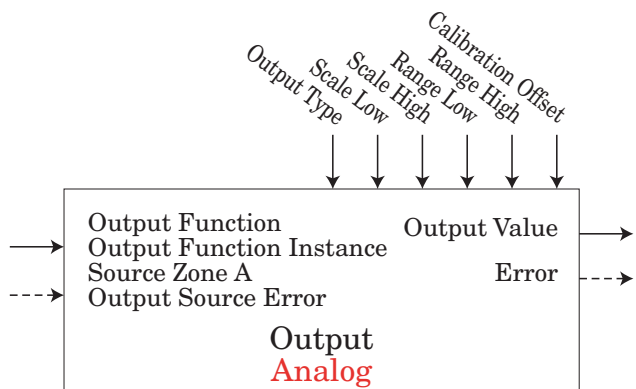 Output Type
Scale Low
Scale High
Range Low
Range High
Calibration Offset
Output Function
Output Function Instance
Source Zone A
Output Source Error
Output Value
Error
Output
Analog